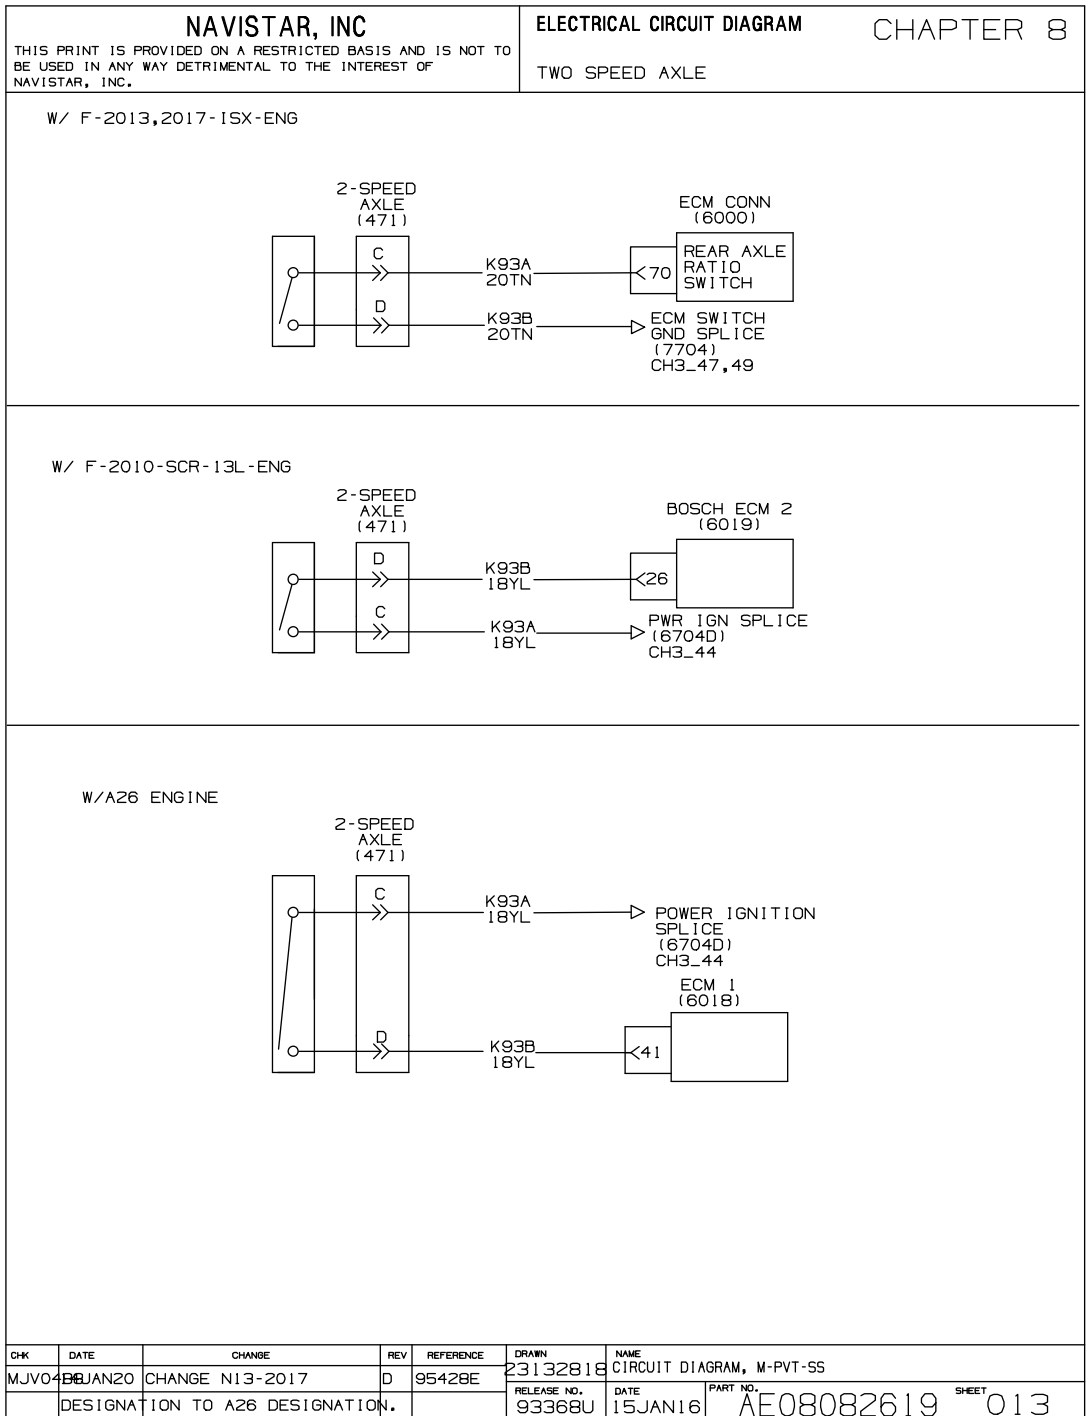 NAVISTAR, INC
THIS PRINT IS PROVIDED ON A RESTRICTED BASIS AND IS NOT TO
BE USED IN ANY WAY DETRIMENTAL TO THE INTEREST OF
NAVISTAR, INC.
ELECTRICAL CIRCUIT DIAGRAM
CHAPTER 8
TWO SPEED AXLE
W/ F-2013,2017-ISX-ENG
2-SPEED
AXLE
(471)
C
D
K93A
20TN
K93B
20TN
ECM CONN
(6000)
70
REAR AXLE
RATIO
SWITCH
ECM SWITCH
GND SPLICE
(7704)
CH3_47,49
W/ F-2010-SCR-13L-ENG
2-SPEED
AXLE
(471)
D
C
K93B
18YL
K93A
18YL
BOSCH ECM 2
(6019)
26
PWR IGN SPLICE
(6704D)
CH3_44
W/A26 ENGINE
2-SPEED
AXLE
(471)
C
D
K93A
18YL
K93B
18YL
POWER IGNITION
SPLICE
(6704D)
CH3_44
ECM 1
(6018)
41
CHK DATE CHANGE REV REFERENCE
JAN20 CHANGE N13-2017 D 95428E
DESIGNATION TO A26 DESIGNATION.
DRAWN
23132818
NAME
CIRCUIT DIAGRAM, M-PVT-SS
RELEASE NO.
93368U
DATE
15JAN16
PART NO.
AE08082619
SHEET
013